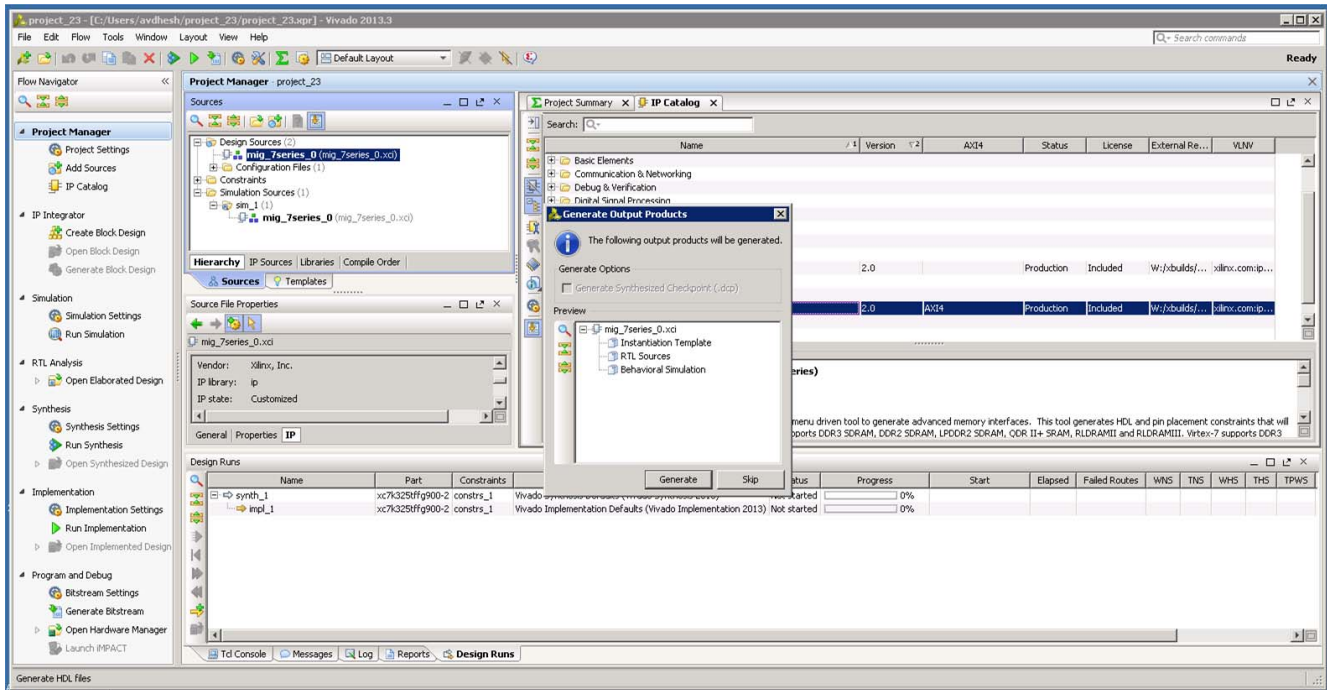 project_23 - [C:/Users/avdhesh/project_23/project_23.xpr] - Vivado 2013.3
File Edit Flow Tools Window Layout View Help
Search commands
Default Layout
Ready
Flow Navigator
Project Manager
Project Settings
Add Sources
IP Catalog
IP Integrator
Create Block Design
Open Block Design
Generate Block Design
Simulation
Simulation Settings
Run Simulation
RTL Analysis
Open Elaborated Design
Synthesis
Synthesis Settings
Run Synthesis
Open Synthesized Design
Implementation
Implementation Settings
Run Implementation
Open Implemented Design
Program and Debug
Bitstream Settings
Generate Bitstream
Open Hardware Manager
Launch iMPACT
Project Manager - project_23
Sources
Design Sources (2)
mig_7series_0 (mig_7series_0.xci)
Configuration Files (1)
Constraints
Simulation Sources (1)
sim_1 (1)
mig_7series_0 (mig_7series_0.xci)
Hierarchy IP Sources Libraries Compile Order
Sources Templates
Source File Properties
mig_7series_0.xci
Vendor: Xilinx, Inc.
IP library: ip
IP state: Customized
General Properties IP
Project Summary IP Catalog
Search:
Name Version AXI4 Status License External Re... VLNV
Basic Elements
Communication & Networking
Debug & Verification
Digital Signal Processing
2.0 Production Included W:/xbuilds/... xilinx.com:ip...
2.0 AXI4 Production Included W:/xbuilds/... xilinx.com:ip...
eries)
menu driven tool to generate advanced memory interfaces. This tool generates HDL and pin placement constraints that will
pports DDR3 SDRAM, DDR2 SDRAM, LPDDR2 SDRAM, QDR II+ SRAM, RLDRAMII and RLDRAMIII. Virtex-7 supports DDR3
Generate Output Products
The following output products will be generated.
Generate Options
Generate Synthesized Checkpoint (.dcp)
Preview
mig_7series_0.xci
Instantiation Template
RTL Sources
Behavioral Simulation
Generate Skip
Design Runs
Name Part Constraints atus Progress Start Elapsed Failed Routes WNS TNS WHS THS TPWS
synth_1 xc7k325tffg900-2 constrs_1 started 0%
impl_1 xc7k325tffg900-2 constrs_1 Vivado Implementation Defaults (Vivado Implementation 2013) Not started 0%
Tcl Console Messages Log Reports Design Runs
Generate HDL files